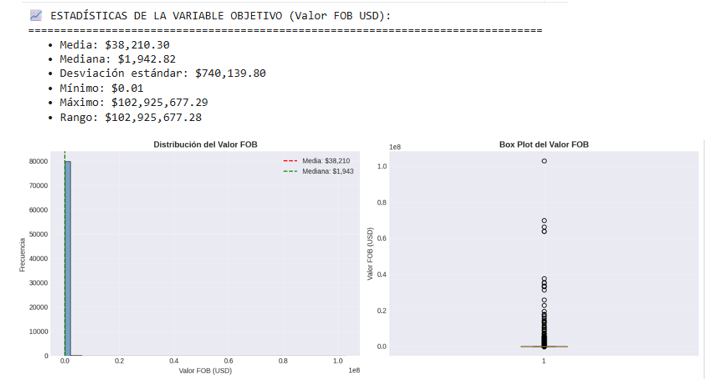 📈 ESTADÍSTICAS DE LA VARIABLE OBJETIVO (Valor FOB USD):
================================================================================
• Media: $38,210.30
• Mediana: $1,942.82
• Desviación estándar: $740,139.80
• Mínimo: $0.01
• Máximo: $102,925,677.29
• Rango: $102,925,677.28
Distribución del Valor FOB
80000
70000
60000
50000
40000
30000
20000
10000
0
Frecuencia
Media: $38,210
Mediana: $1,943
0.0 0.2 0.4 0.6 0.8 1.0
1e8
Valor FOB (USD)
Box Plot del Valor FOB
1e8
1.0
0.8
0.6
0.4
0.2
0.0
Valor FOB (USD)
1